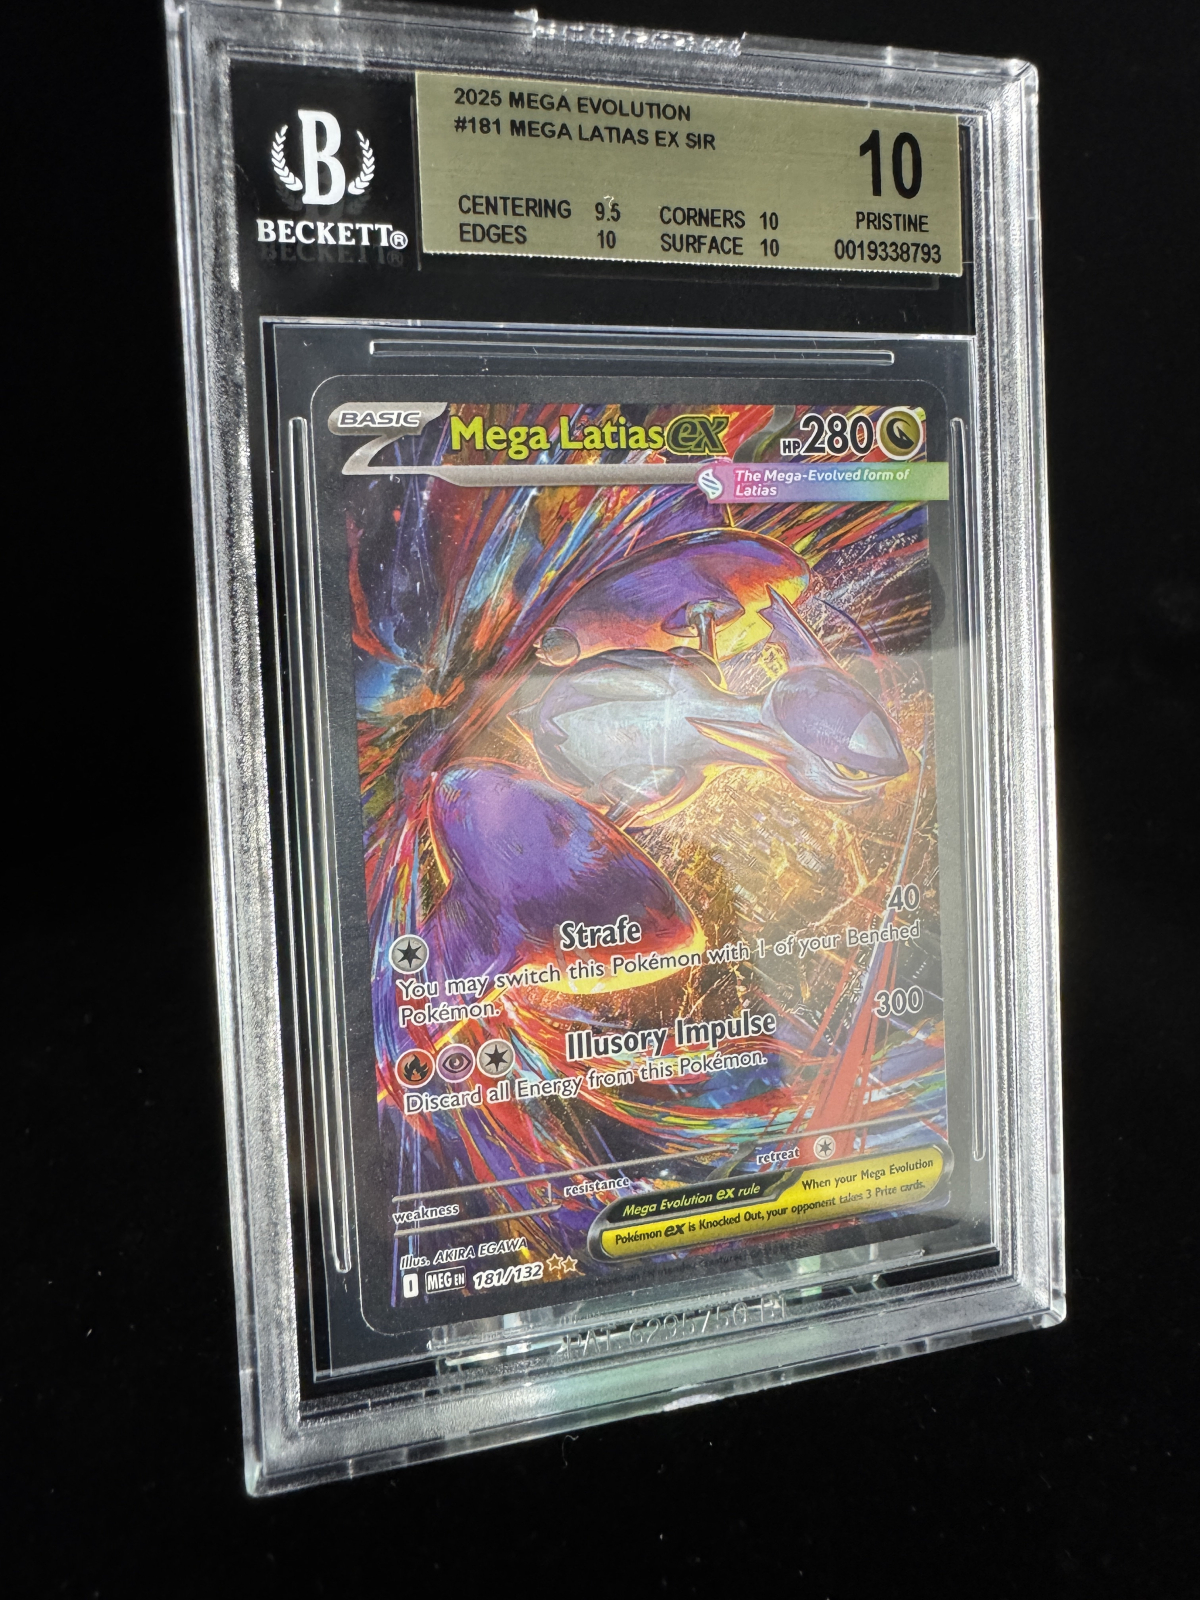 2025 MEGA EVOLUTION
#181 MEGA LATIAS EX SIR
10
CENTERING 9.5 CORNERS 10 PRISTINE
EDGES 10 SURFACE 10 0019338793
B
BECKETT®
BASIC Mega Latias ex HP 280
The Mega-Evolved form of
Latias
Strafe 40
You may switch this Pokémon with 1 of your Benched
Pokémon.
Illusory Impulse 300
Discard all Energy from this Pokémon.
weakness resistance retreat
Mega Evolution ex rule When your Mega Evolution
Pokémon ex is Knocked Out, your opponent takes 3 Prize cards.
Illus. AKIRA EGAWA
I MEG EN 181/132
PAT. 6295750 B1